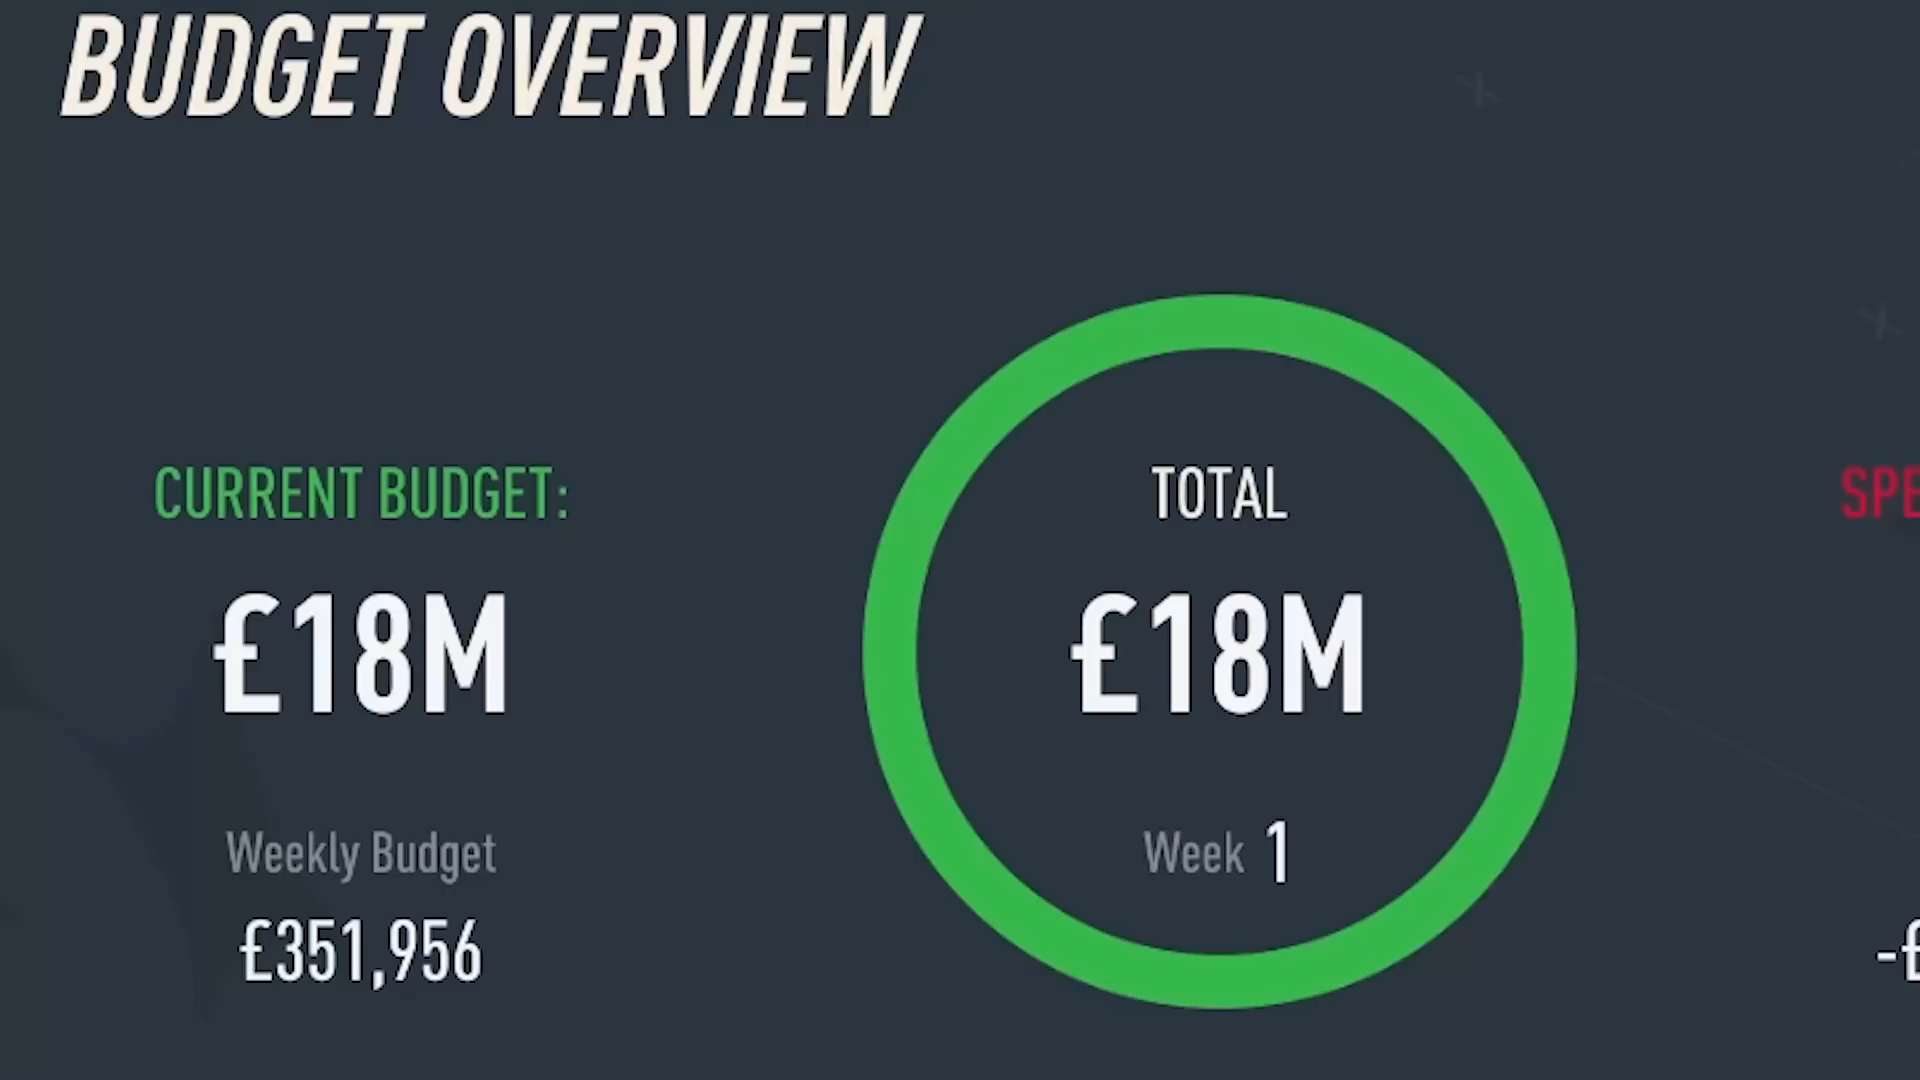 BUDGET OVERVIEW
CURRENT BUDGET:
£18M
Weekly Budget
£351,956
TOTAL
£18M
Week 1